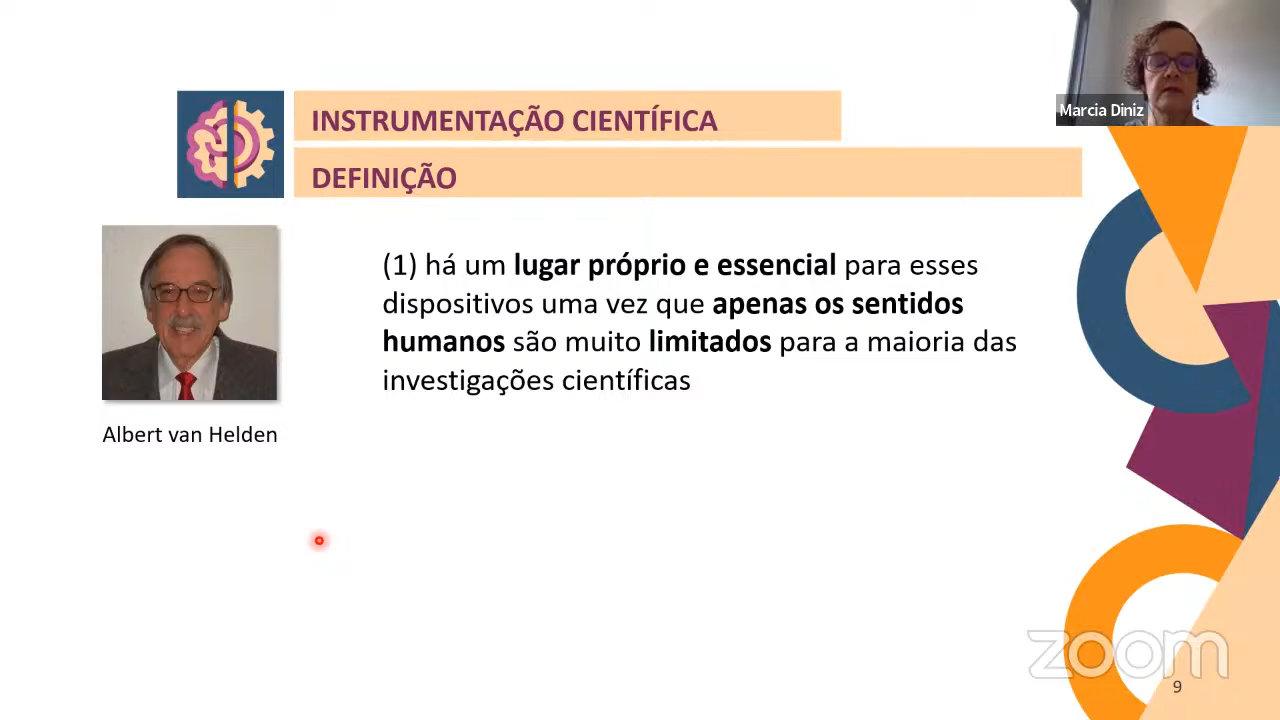 INSTRUMENTAÇÃO CIENTÍFICA
Marcia Diniz
DEFINIÇÃO
(1) há um lugar próprio e essencial para esses
dispositivos uma vez que apenas os sentidos
humanos são muito limitados para a maioria das
investigações científicas
Albert van Helden
zoom
9